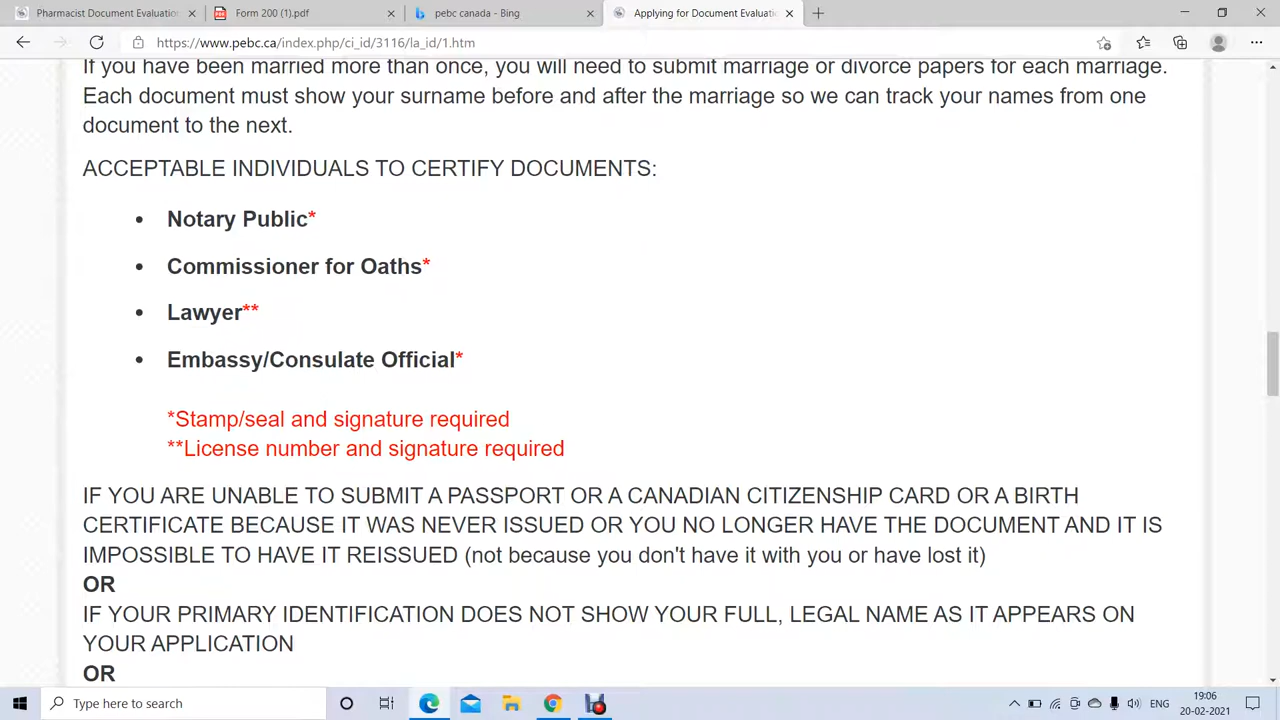 Pharmacist Document Evaluation
Form 200 (1).pdf
pebc canada - Bing
Applying for Document Evaluatio
https://www.pebc.ca/index.php/ci_id/3116/la_id/1.htm
If you have been married more than once, you will need to submit marriage or divorce papers for each marriage.
Each document must show your surname before and after the marriage so we can track your names from one
document to the next.
ACCEPTABLE INDIVIDUALS TO CERTIFY DOCUMENTS:
• Notary Public*
• Commissioner for Oaths*
• Lawyer**
• Embassy/Consulate Official*
*Stamp/seal and signature required
**License number and signature required
IF YOU ARE UNABLE TO SUBMIT A PASSPORT OR A CANADIAN CITIZENSHIP CARD OR A BIRTH
CERTIFICATE BECAUSE IT WAS NEVER ISSUED OR YOU NO LONGER HAVE THE DOCUMENT AND IT IS
IMPOSSIBLE TO HAVE IT REISSUED (not because you don't have it with you or have lost it)
OR
IF YOUR PRIMARY IDENTIFICATION DOES NOT SHOW YOUR FULL, LEGAL NAME AS IT APPEARS ON
YOUR APPLICATION
OR
Type here to search
ENG
19:06
20-02-2021